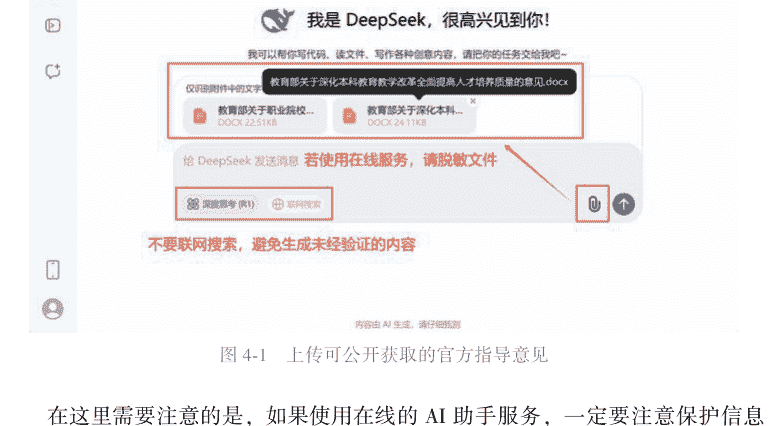 我是 DeepSeek，很高兴见到你！
我可以帮你写代码、读文件、写作各种创意内容，请把你的任务交给我吧~
仅识别附件中的文字
教育部关于深化本科教育教学改革全面提高人才培养质量的意见.docx
教育部关于职业院校...
DOCX 22.51KB
教育部关于深化本科...
DOCX 24.11KB
给 DeepSeek 发送消息 若使用在线服务，请脱敏文件
深度思考 (R1) 联网搜索
不要联网搜索，避免生成未经验证的内容
内容由 AI 生成，请仔细甄别
图 4-1 上传可公开获取的官方指导意见
在这里需要注意的是，如果使用在线的 AI 助手服务，一定要注意保护信息